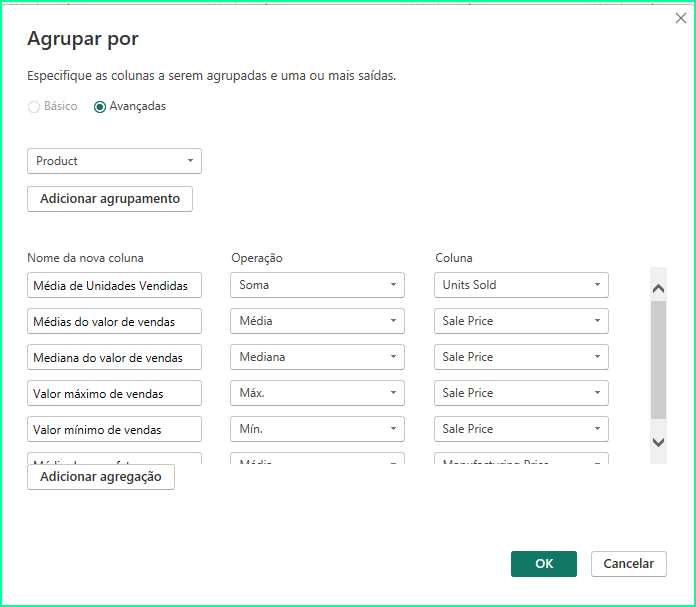 Agrupar por
Especifique as colunas a serem agrupadas e uma ou mais saídas.
Básico Avançadas
Product
Adicionar agrupamento
Nome da nova coluna Operação Coluna
Média de Unidades Vendidas Soma Units Sold
Médias do valor de vendas Média Sale Price
Mediana do valor de vendas Mediana Sale Price
Valor máximo de vendas Máx. Sale Price
Valor mínimo de vendas Mín. Sale Price
Média Manufacturing Price
Adicionar agregação
OK Cancelar